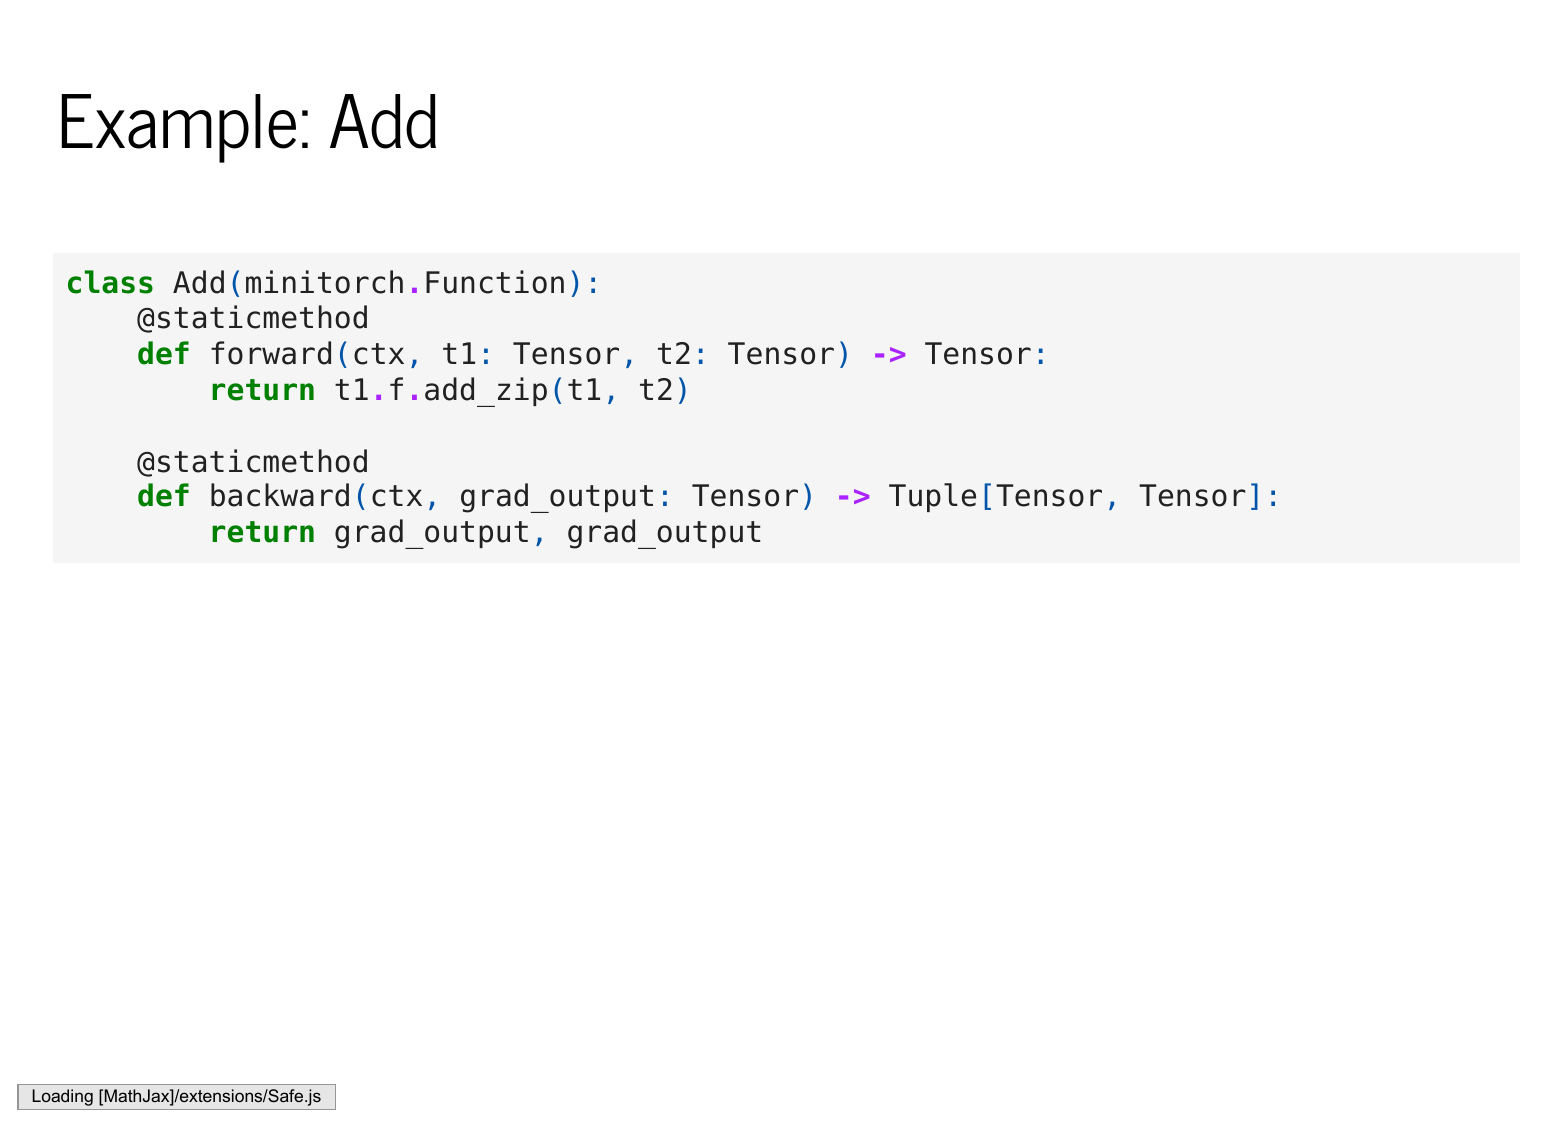 Example: Add
class Add(minitorch.Function):
    @staticmethod
    def forward(ctx, t1: Tensor, t2: Tensor) -> Tensor:
        return t1.f.add_zip(t1, t2)

    @staticmethod
    def backward(ctx, grad_output: Tensor) -> Tuple[Tensor, Tensor]:
        return grad_output, grad_output
Loading [MathJax]/extensions/Safe.js